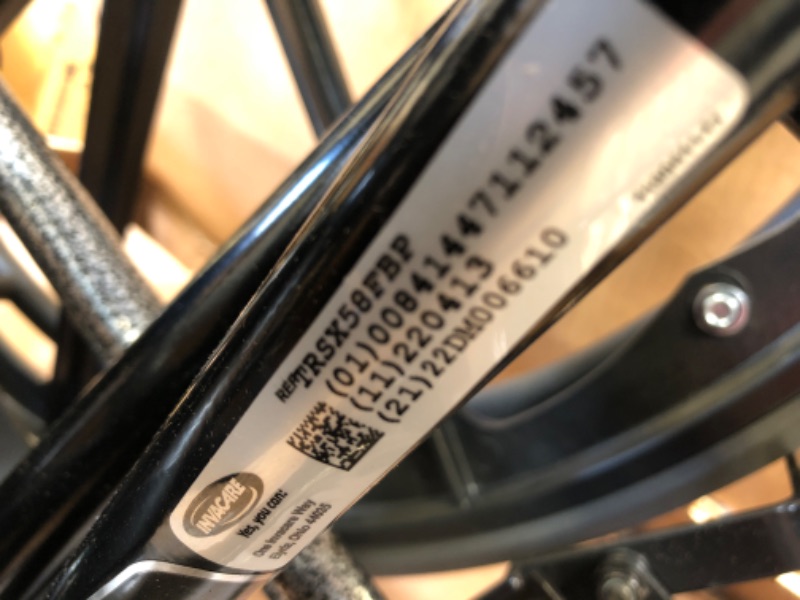 REF TRSX58FBP
(01)00841447112457
(11)220413
(21)22DM006610
INVACARE
Yes, you can:
One Invacare Way
Elyria, Ohio 44035